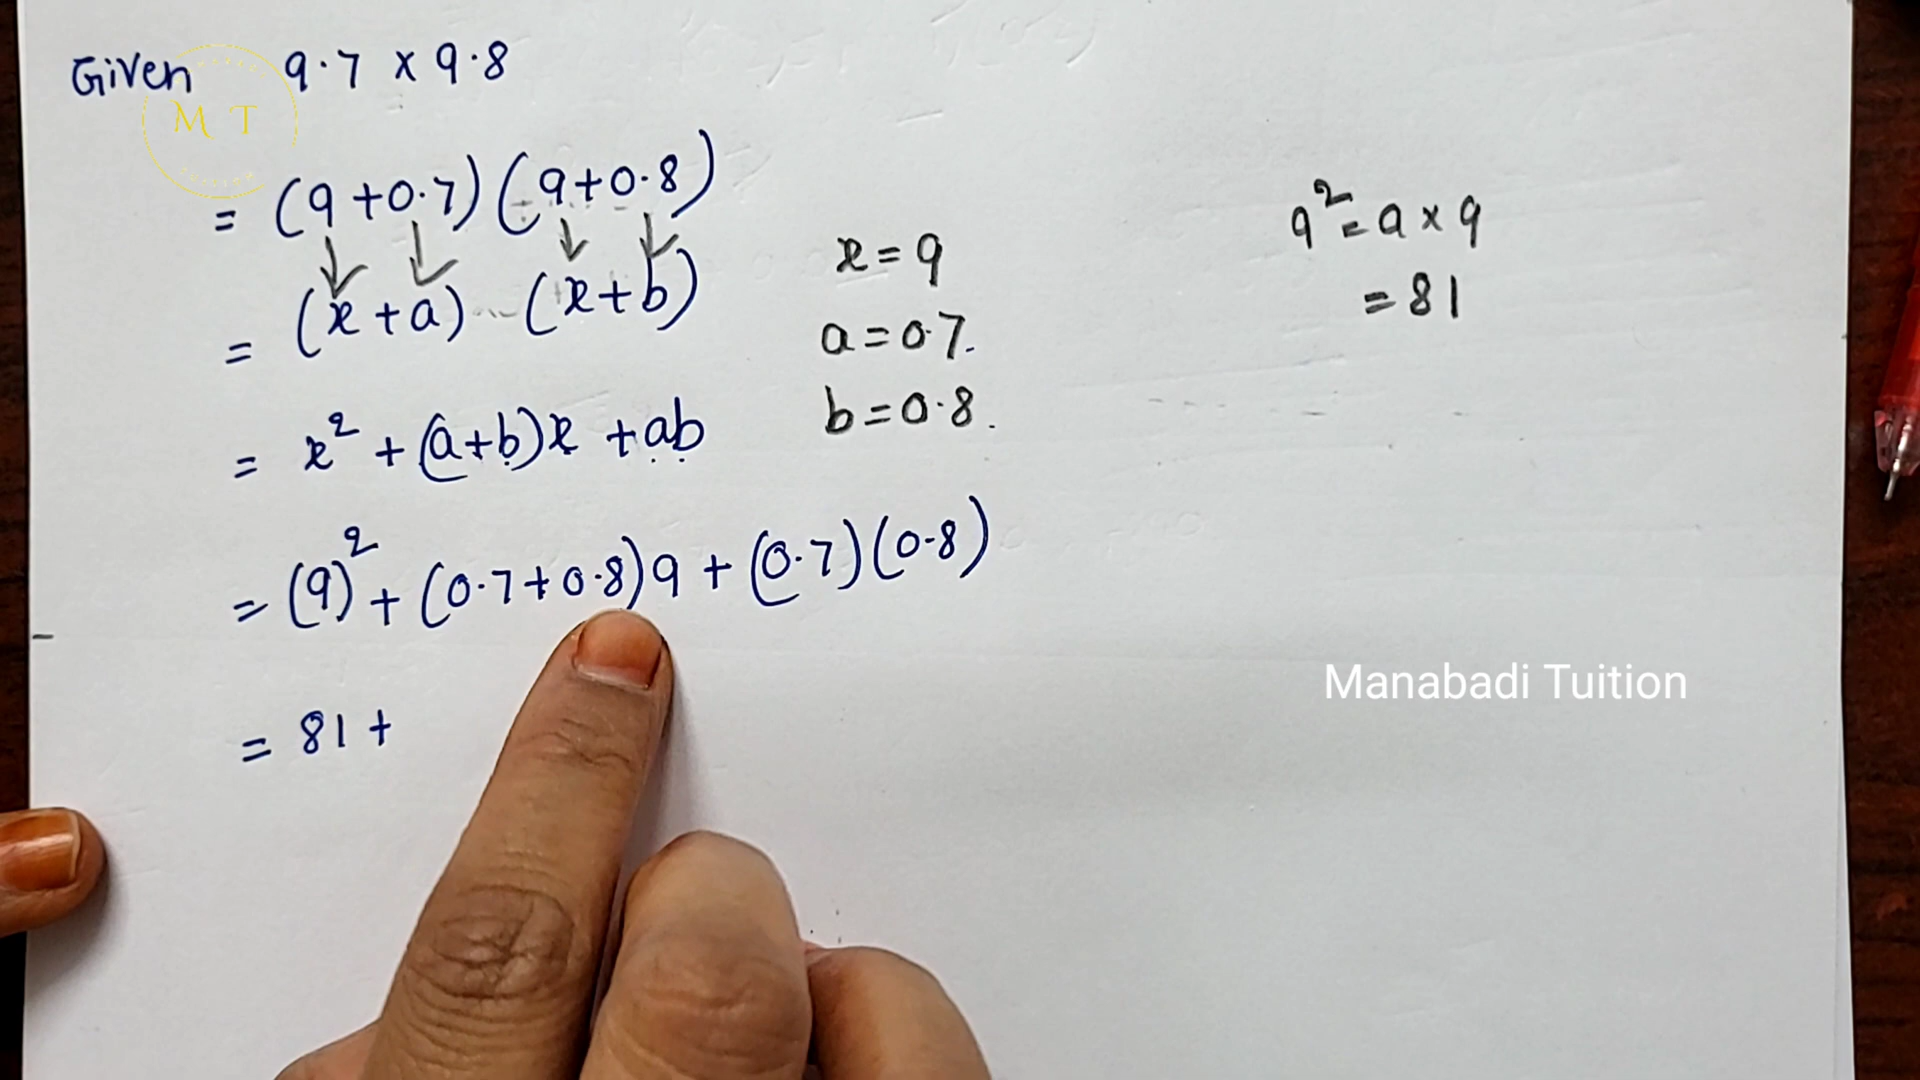 Given 9.7 x 9.8
M T
= (9+0.7) (9+0.8)
= (x+a) (x+b)
= x² + (a+b)x + ab
= (9)² + (0.7+0.8)9 + (0.7)(0.8)
= 81 +
x = 9
a = 0.7.
b = 0.8.
9² = 9 x 9
= 81
Manabadi Tuition